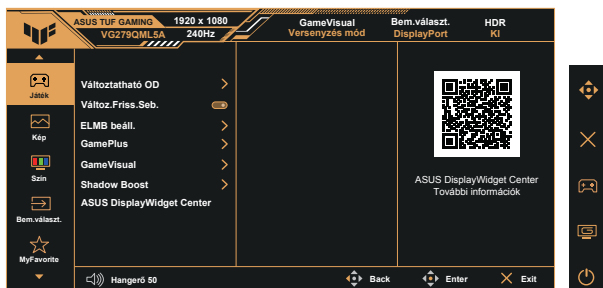 ASUS TUF GAMING 1920 x 1080
VG279QML5A 240Hz
GameVisual
Versenyzés mód
Bem.választ.
DisplayPort
HDR
KI
Játék
Kép
Szín
Bem.választ.
MyFavorite
Változtatható OD
Változ.Friss.Seb.
ELMB beáll.
GamePlus
GameVisual
Shadow Boost
ASUS DisplayWidget Center
ASUS DisplayWidget Center
További információk
Hangerő 50
Back
Enter
Exit